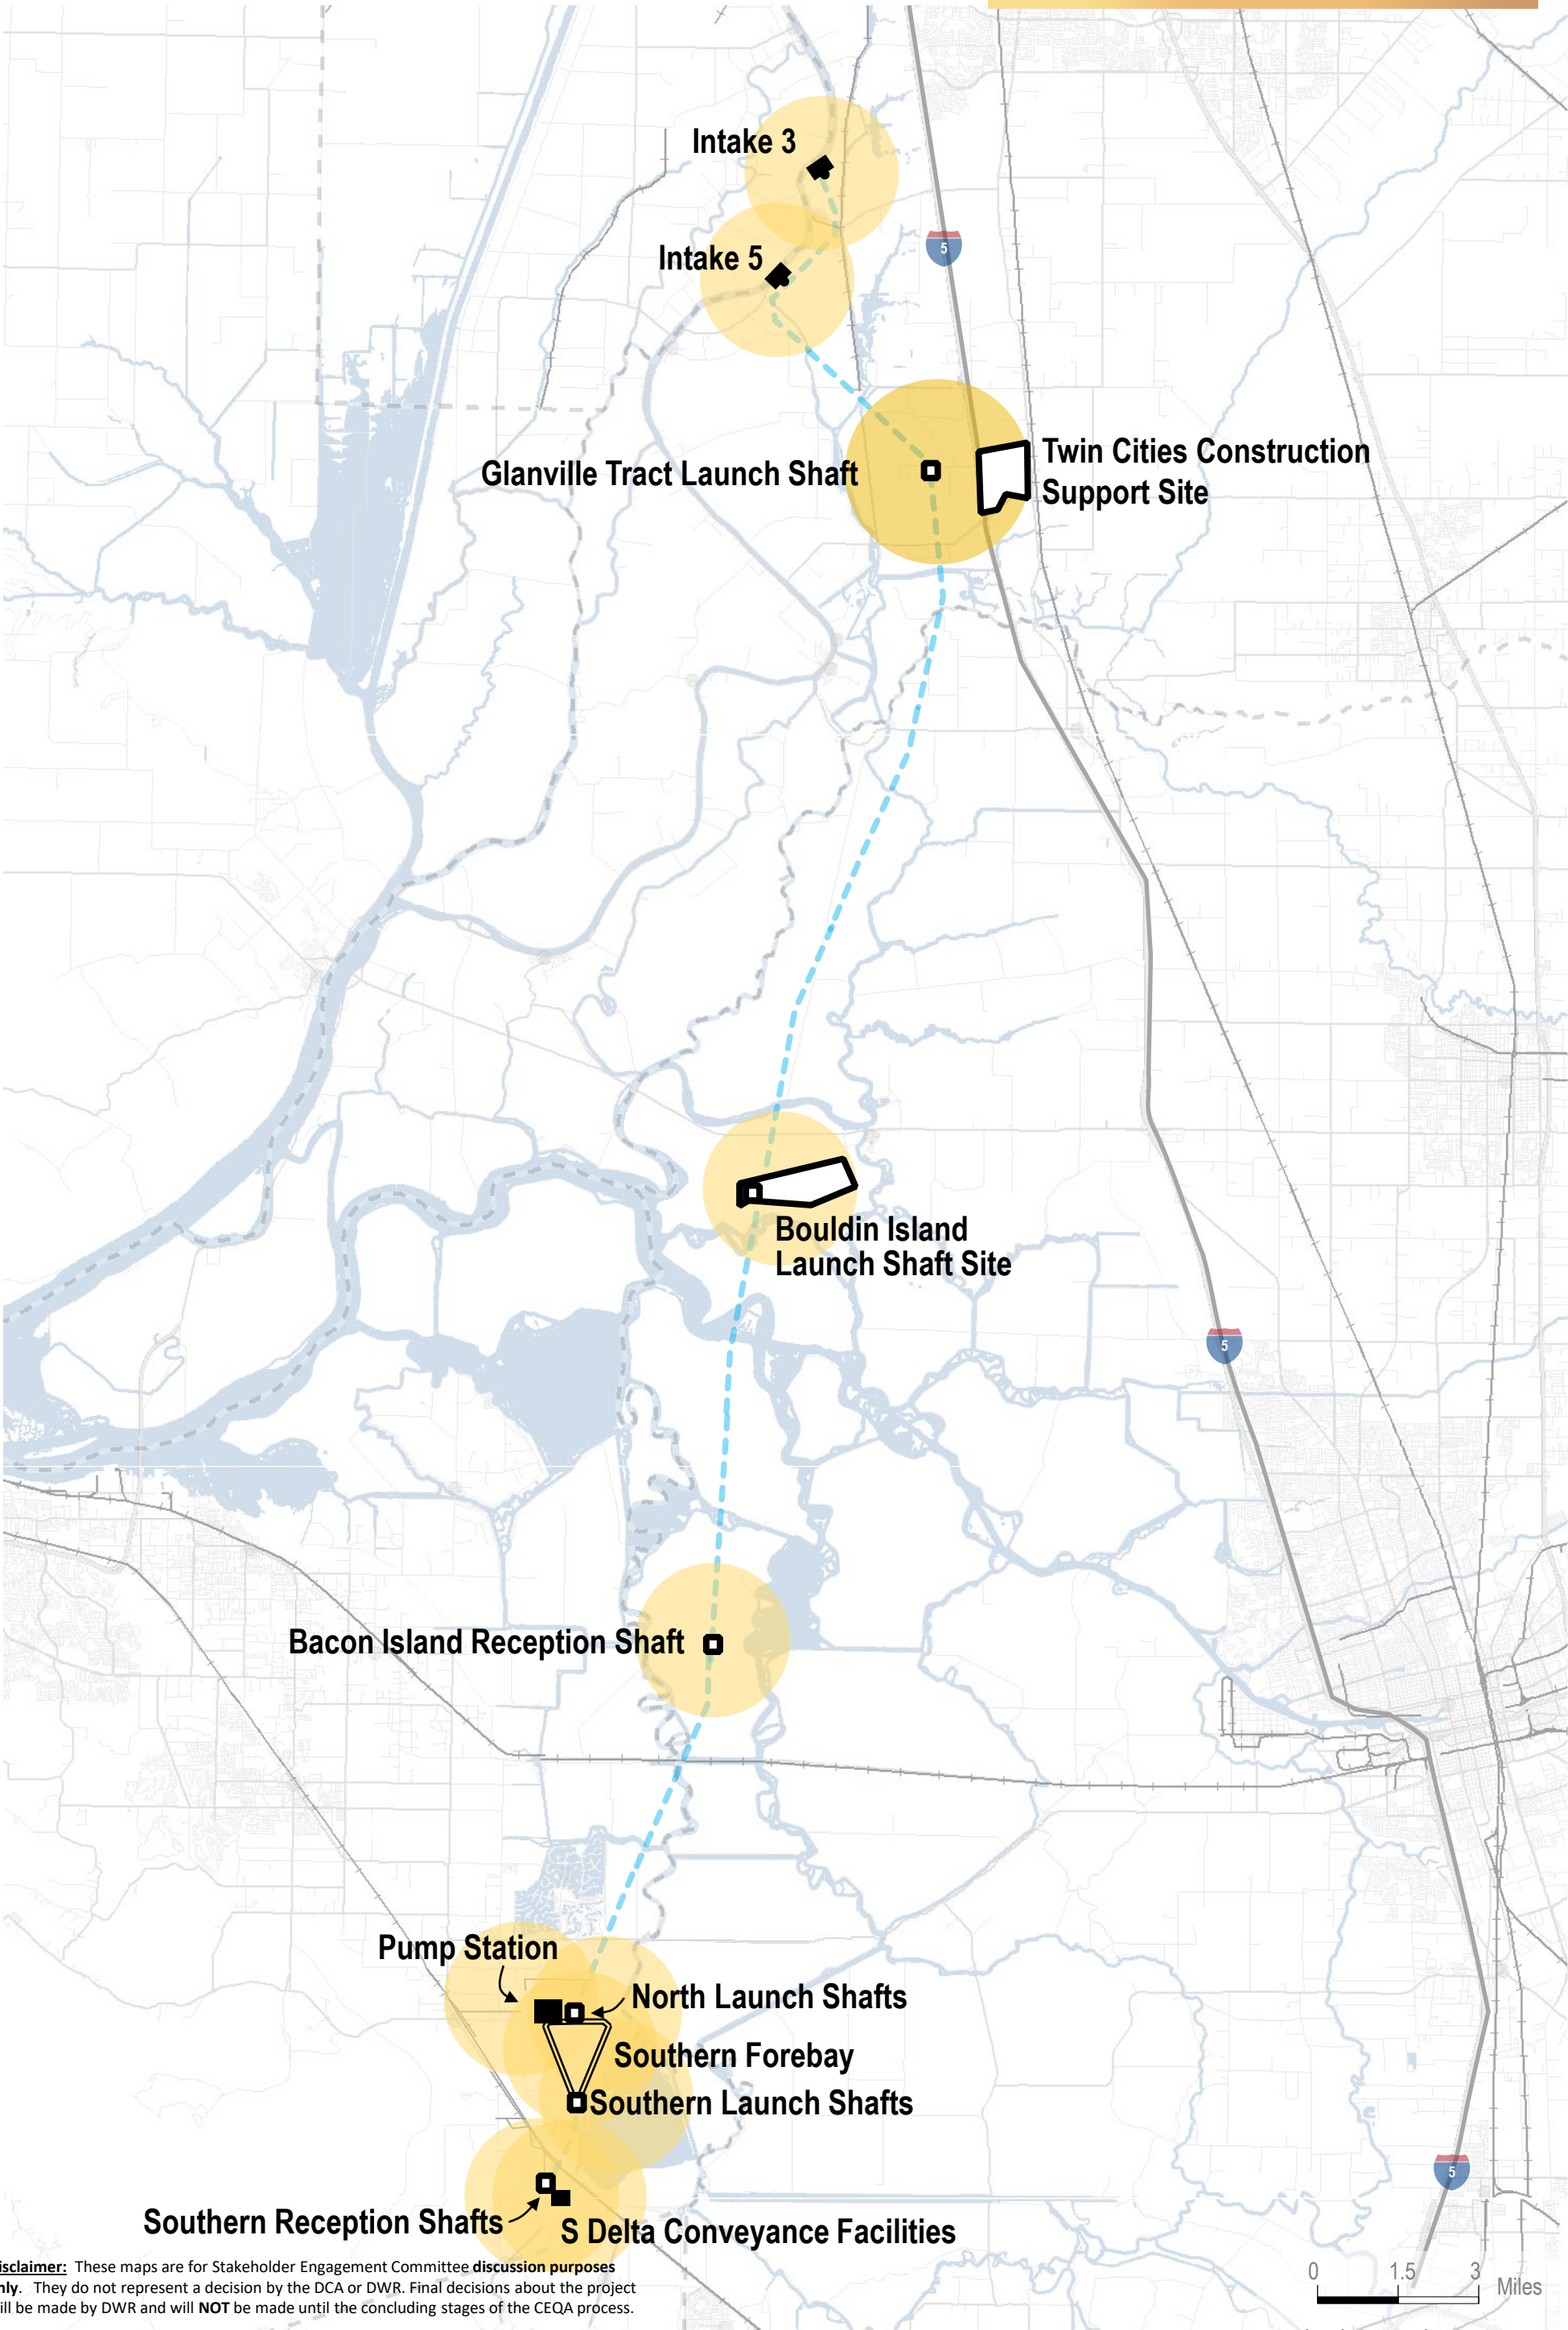 Intake 3
5
Intake 5
Twin Cities Construction
Support Site
Glanville Tract Launch Shaft
Bouldin Island
Launch Shaft Site
5
Bacon Island Reception Shaft
Pump Station
North Launch Shafts
Southern Forebay
Southern Launch Shafts
5
Southern Reception Shafts
S Delta Conveyance Facilities
isclaimer: These maps are for Stakeholder Engagement Committee discussion purposes
nly. They do not represent a decision by the DCA or DWR. Final decisions about the project
ill be made by DWR and will NOT be made until the concluding stages of the CEQA process.
0 1.5 3
Miles